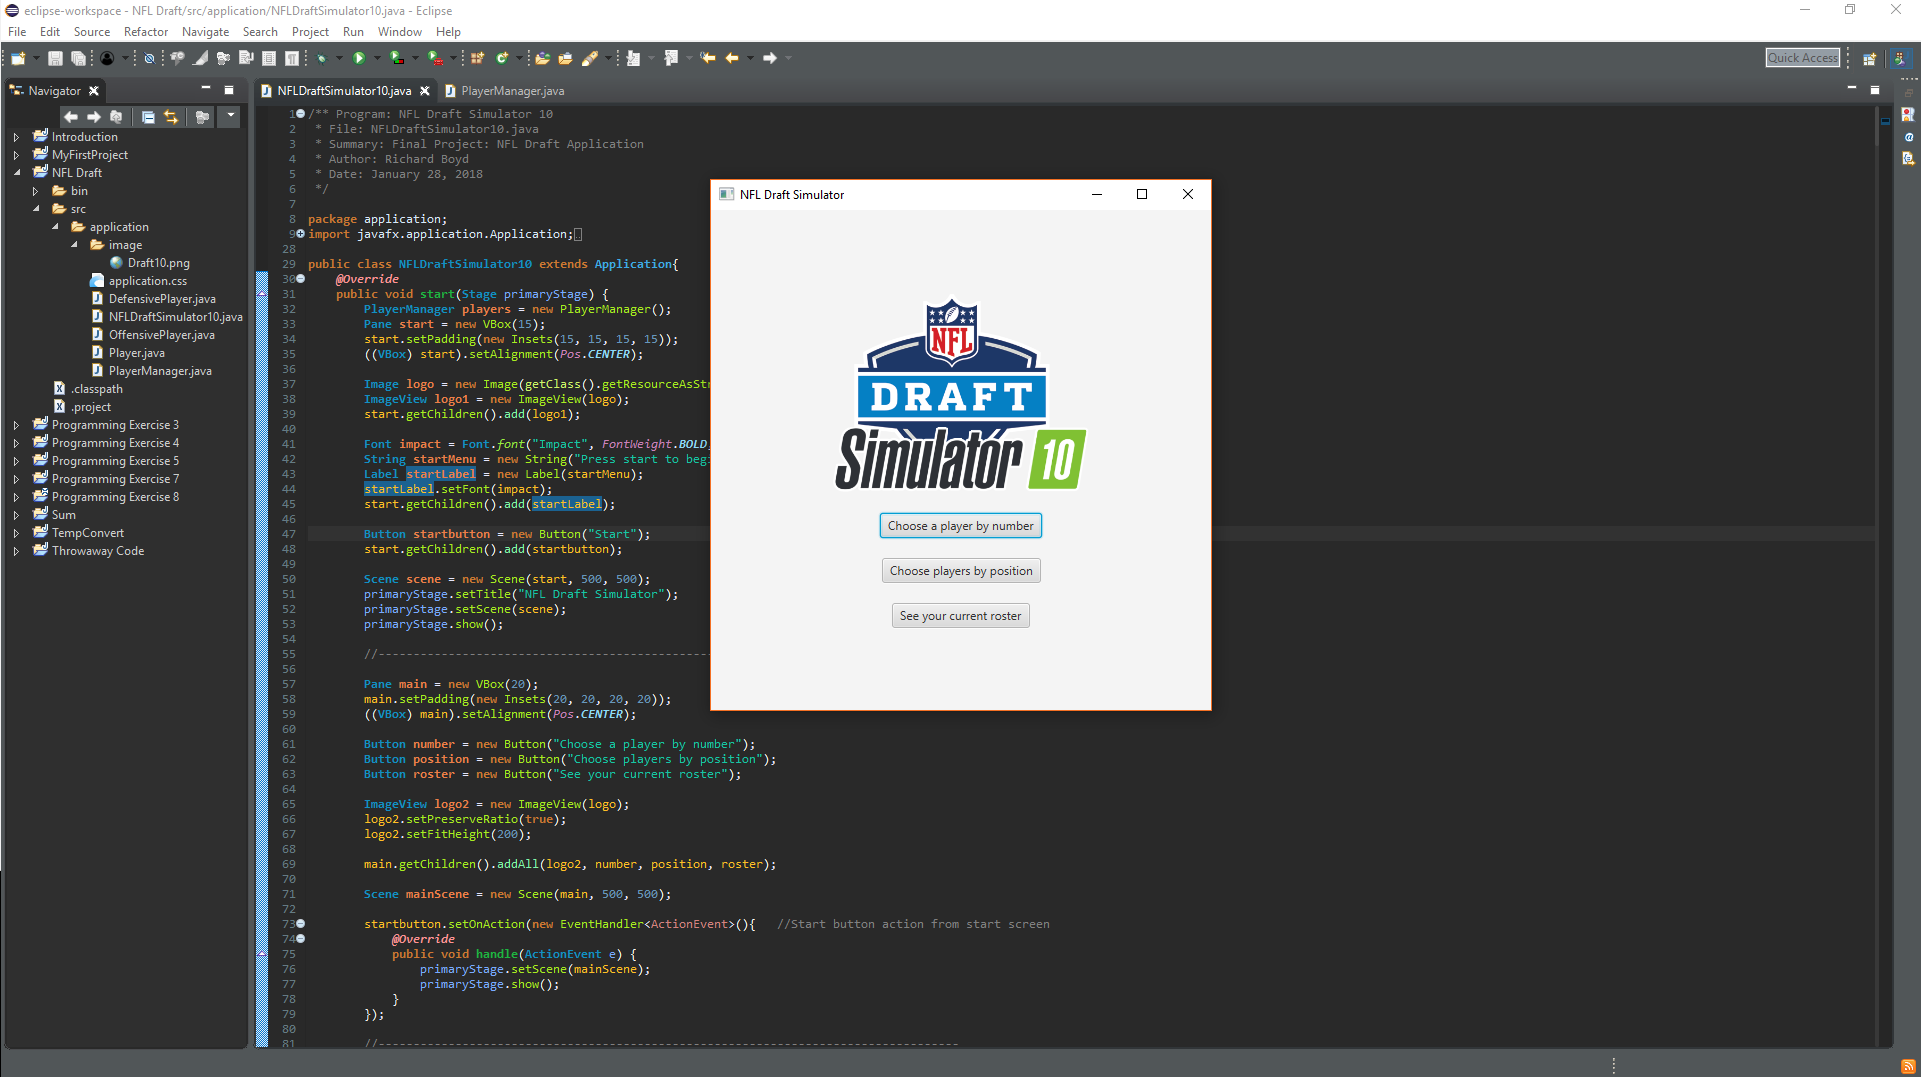 eclipse-workspace - NFL Draft/src/application/NFLDraftSimulator10.java - Eclipse
File Edit Source Refactor Navigate Search Project Run Window Help
Quick Access
Navigator
NFLDraftSimulator10.java
PlayerManager.java
Introduction
MyFirstProject
NFL Draft
bin
src
application
image
Draft10.png
application.css
DefensivePlayer.java
NFLDraftSimulator10.java
OffensivePlayer.java
Player.java
PlayerManager.java
.classpath
.project
Programming Exercise 3
Programming Exercise 4
Programming Exercise 5
Programming Exercise 7
Programming Exercise 8
Sum
TempConvert
Throwaway Code
1 /** Program: NFL Draft Simulator 10
2 * File: NFLDraftSimulator10.java
3 * Summary: Final Project: NFL Draft Application
4 * Author: Richard Boyd
5 * Date: January 28, 2018
6 */
7
8 package application;
9 import javafx.application.Application;
28
29 public class NFLDraftSimulator10 extends Application{
30 @Override
31 public void start(Stage primaryStage) {
32 PlayerManager players = new PlayerManager();
33 Pane start = new VBox(15);
34 start.setPadding(new Insets(15, 15, 15, 15));
35 ((VBox) start).setAlignment(Pos.CENTER);
36
37 Image logo = new Image(getClass().getResourceAsStr
38 ImageView logo1 = new ImageView(logo);
39 start.getChildren().add(logo1);
40
41 Font impact = Font.font("Impact", FontWeight.BOLD,
42 String startMenu = new String("Press start to beg
43 Label startLabel = new Label(startMenu);
44 startLabel.setFont(impact);
45 start.getChildren().add(startLabel);
46
47 Button startbutton = new Button("Start");
48 start.getChildren().add(startbutton);
49
50 Scene scene = new Scene(start, 500, 500);
51 primaryStage.setTitle("NFL Draft Simulator");
52 primaryStage.setScene(scene);
53 primaryStage.show();
54
55 //-----------------------------------------------
56
57 Pane main = new VBox(20);
58 main.setPadding(new Insets(20, 20, 20, 20));
59 ((VBox) main).setAlignment(Pos.CENTER);
60
61 Button number = new Button("Choose a player by number");
62 Button position = new Button("Choose players by position");
63 Button roster = new Button("See your current roster");
64
65 ImageView logo2 = new ImageView(logo);
66 logo2.setPreserveRatio(true);
67 logo2.setFitHeight(200);
68
69 main.getChildren().addAll(logo2, number, position, roster);
70
71 Scene mainScene = new Scene(main, 500, 500);
72
73 startbutton.setOnAction(new EventHandler<ActionEvent>(){ //Start button action from start screen
74 @Override
75 public void handle(ActionEvent e) {
76 primaryStage.setScene(mainScene);
77 primaryStage.show();
78 }
79 });
80
81 //-----------------------------------------------------------------------------------
NFL Draft Simulator
NFL
DRAFT
Simulator 10
Choose a player by number
Choose players by position
See your current roster